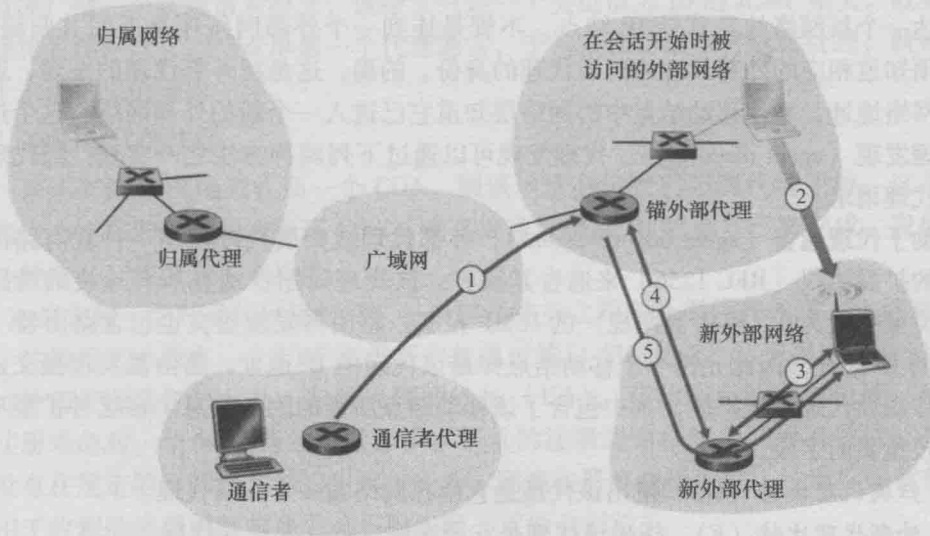 归属网络
在会话开始时被
访问的外部网络
②
锚外部代理
归属代理
广域网
①
④
新外部网络
⑤
③
通信者代理
通信者
新外部代理